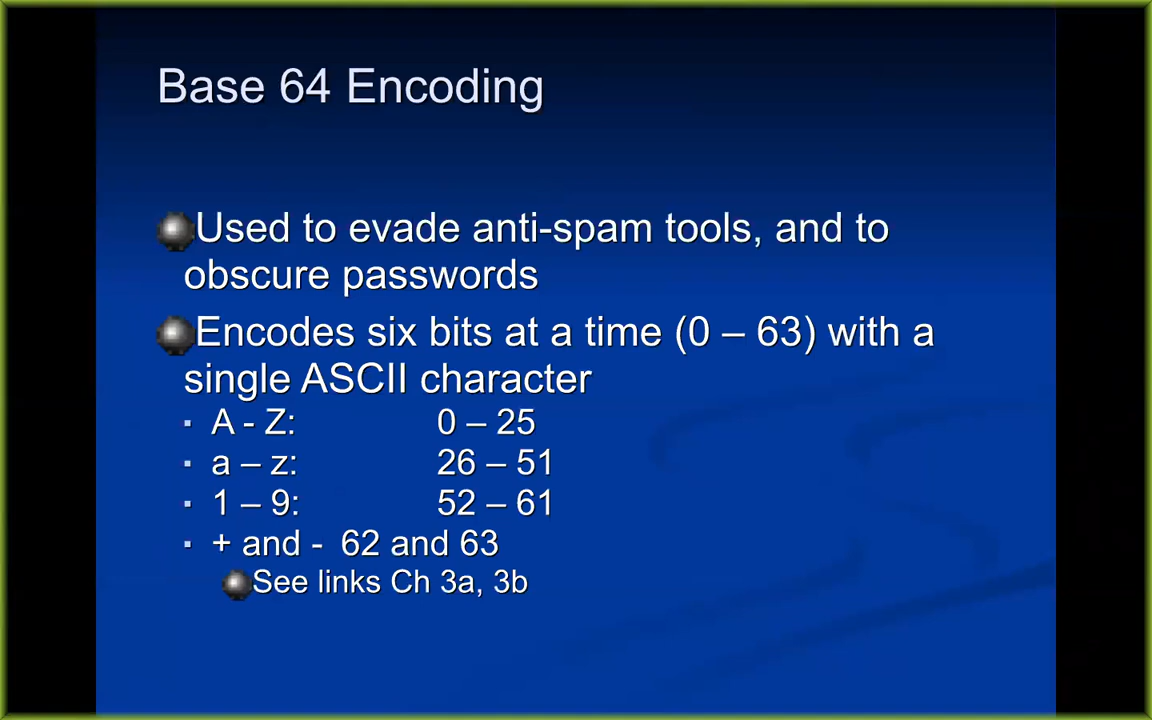 Base 64 Encoding
Used to evade anti-spam tools, and to
obscure passwords
Encodes six bits at a time (0 – 63) with a
single ASCII character
A - Z: 0 – 25
a – z: 26 – 51
1 – 9: 52 – 61
+ and - 62 and 63
See links Ch 3a, 3b